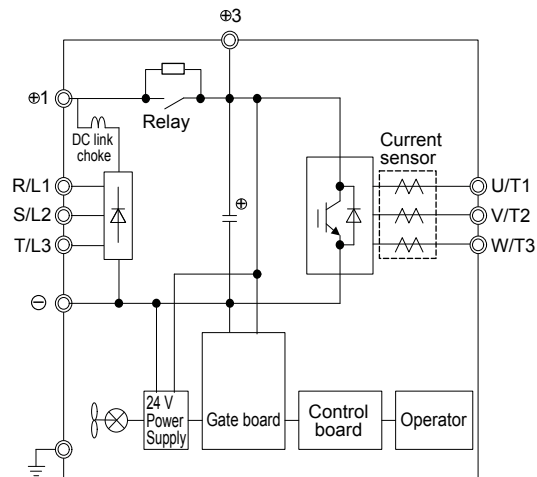 ⊕3
⊕1
Relay
DC link
choke
Current
sensor
R/L1
S/L2
T/L3
U/T1
V/T2
W/T3
⊕
⊖
24 V
Power
Supply
Gate board
Control
board
Operator